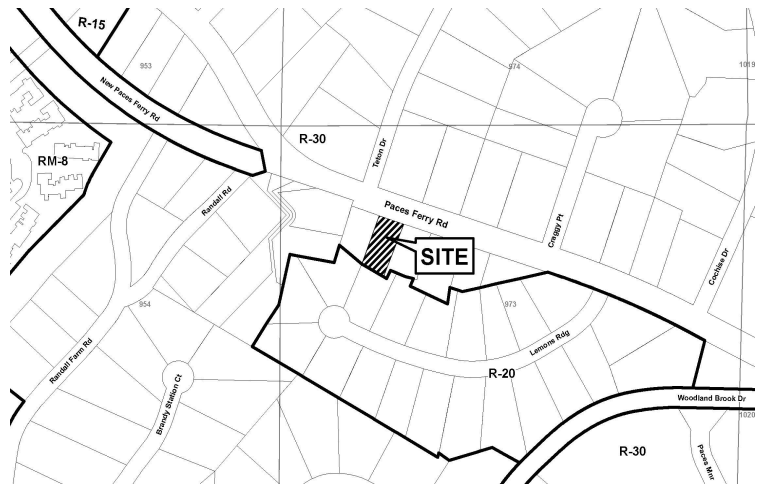 R-15
953
974
1019
New Paces Ferry Rd
R-30
Teton Dr
RM-8
Randall Rd
Paces Ferry Rd
Craggy Pt
SITE
Cochise Dr
954
973
Randall Farm Rd
Lemons Rdg
R-20
Brandy Station Ct
Woodland Brook Dr
1020
R-30
Paces Mnr